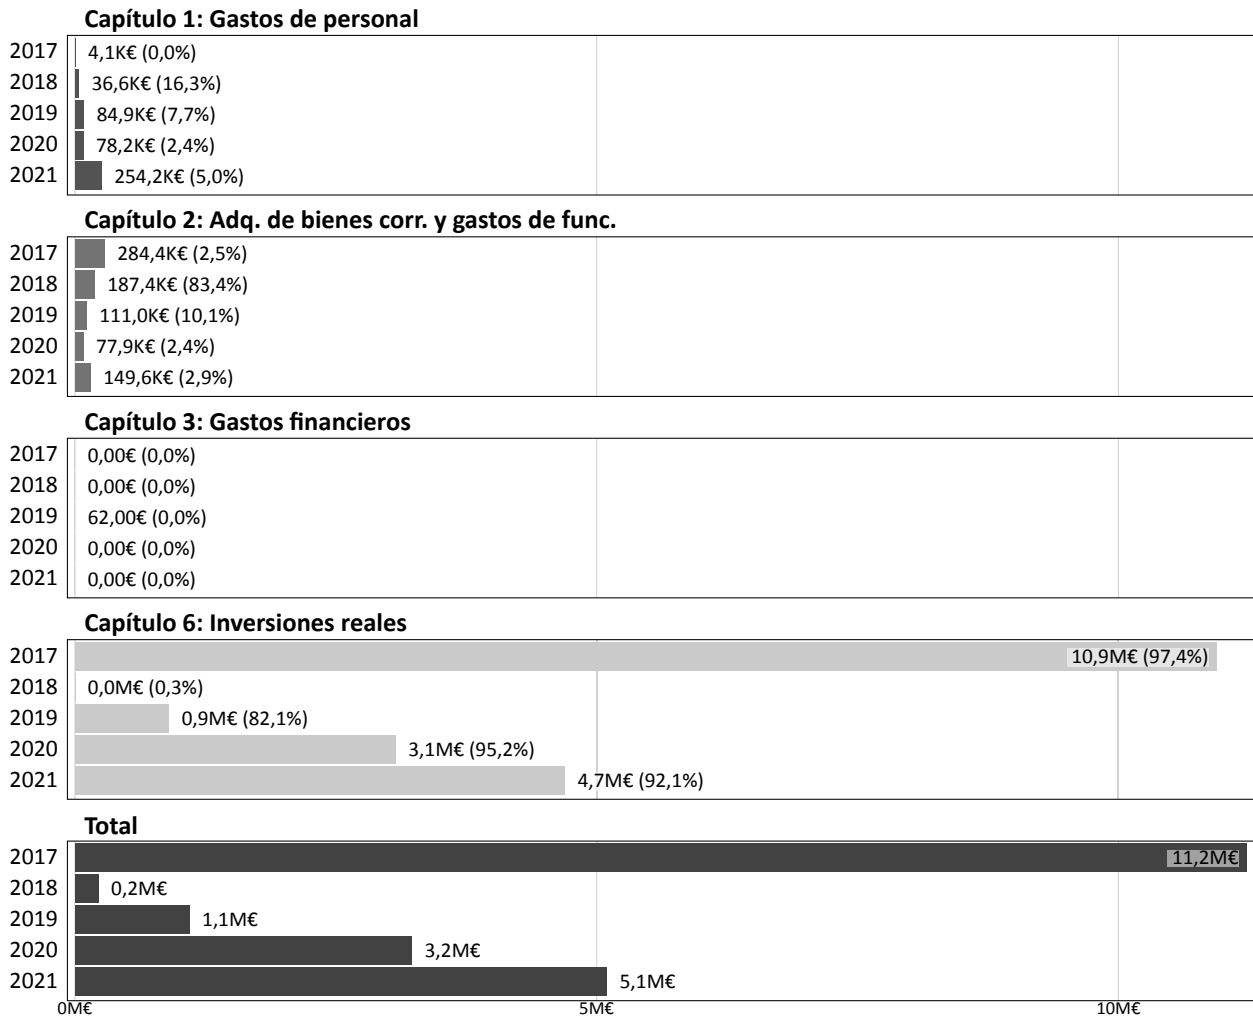 Capítulo 1: Gastos de personal
2017 4,1K€ (0,0%)
2018 36,6K€ (16,3%)
2019 84,9K€ (7,7%)
2020 78,2K€ (2,4%)
2021 254,2K€ (5,0%)
Capítulo 2: Adq. de bienes corr. y gastos de func.
2017 284,4K€ (2,5%)
2018 187,4K€ (83,4%)
2019 111,0K€ (10,1%)
2020 77,9K€ (2,4%)
2021 149,6K€ (2,9%)
Capítulo 3: Gastos financieros
2017 0,00€ (0,0%)
2018 0,00€ (0,0%)
2019 62,00€ (0,0%)
2020 0,00€ (0,0%)
2021 0,00€ (0,0%)
Capítulo 6: Inversiones reales
2017 10,9M€ (97,4%)
2018 0,0M€ (0,3%)
2019 0,9M€ (82,1%)
2020 3,1M€ (95,2%)
2021 4,7M€ (92,1%)
Total
2017 11,2M€
2018 0,2M€
2019 1,1M€
2020 3,2M€
2021 5,1M€
0M€ 5M€ 10M€